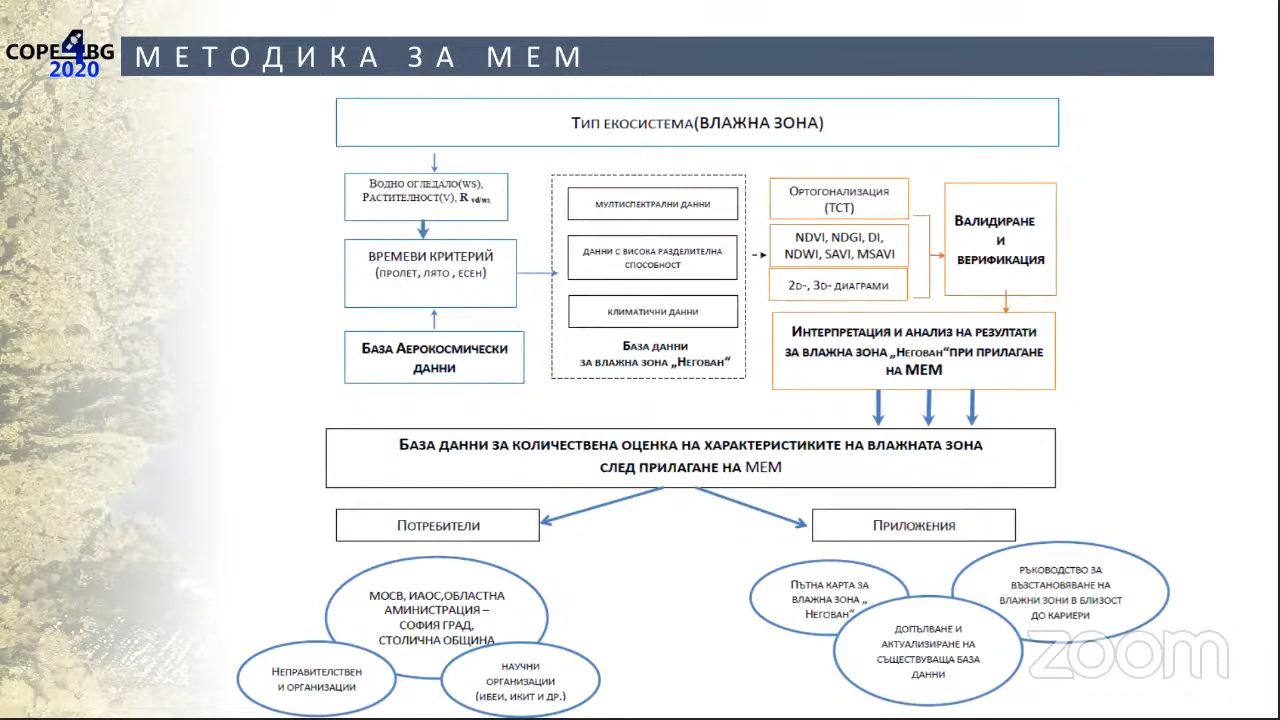 COPE4BG
2020
МЕТОДИКА ЗА МЕМ
Тип екосистема(ВЛАЖНА ЗОНА)
Водно огледало(ws),
Растителност(v), R vd/ws
ВРЕМЕВИ КРИТЕРИЙ
(ПРОЛЕТ, ЛЯТО , ЕСЕН)
База Аерокосмически
данни
МУЛТИСПЕКТРАЛНИ ДАННИ
ДАННИ С ВИСОКА РАЗДЕЛИТЕЛНА
СПОСОБНОСТ
КЛИМАТИЧНИ ДАННИ
База данни
за влажна зона „Негован“
Ортогонализация
(ТСТ)
NDVI, NDGI, DI,
NDWI, SAVI, MSAVI
2D-, 3D- ДИАГРАМИ
Валидиране
и
верификация
Интерпретация и анализ на резултати
за влажна зона „Негован“при прилагане
на МЕМ
База данни за количествена оценка на характеристиките на влажната зона
след прилагане на МЕМ
Потребители
Приложения
МОСВ, ИАОС,ОБЛАСТНА
АМИНИСТРАЦИЯ –
СОФИЯ ГРАД,
СТОЛИЧНА ОБЩИНА
Неправителствен
и организации
НАУЧНИ
ОРГАНИЗАЦИИ
(ИБЕИ, ИКИТ И ДР.)
Пътна карта за
влажна зона „
Негован“
РЪКОВОДСТВО ЗА
ВЪЗСТАНОВЯВАНЕ НА
ВЛАЖНИ ЗОНИ В БЛИЗОСТ
ДО КАРИЕРИ
ДОПЪЛВАНЕ И
АКТУАЛИЗИРАНЕ НА
СЪЩЕСТВУВАЩА БАЗА
ДАННИ
zoom